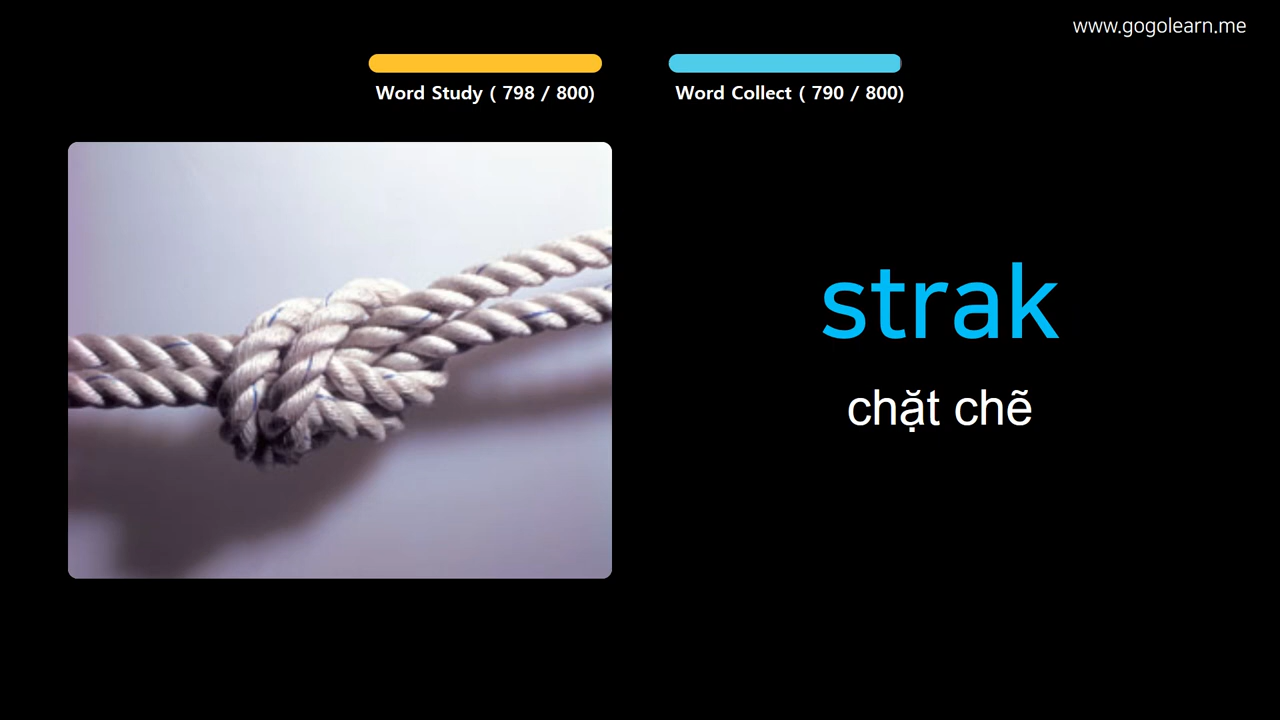 www.gogolearn.me
Word Study ( 798 / 800)
Word Collect ( 790 / 800)
strak
chặt chẽ